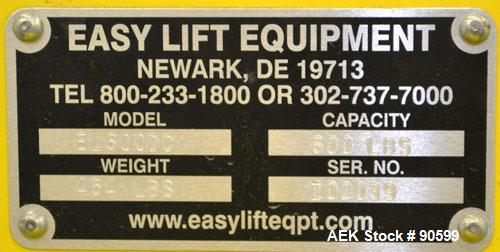 EASY LIFT EQUIPMENT
NEWARK, DE 19713
TEL 800-233-1800 OR 302-737-7000
MODEL CAPACITY
600 LBS
WEIGHT SER. NO.
LBS
www.easylifteqpt.com
AEK Stock # 90599